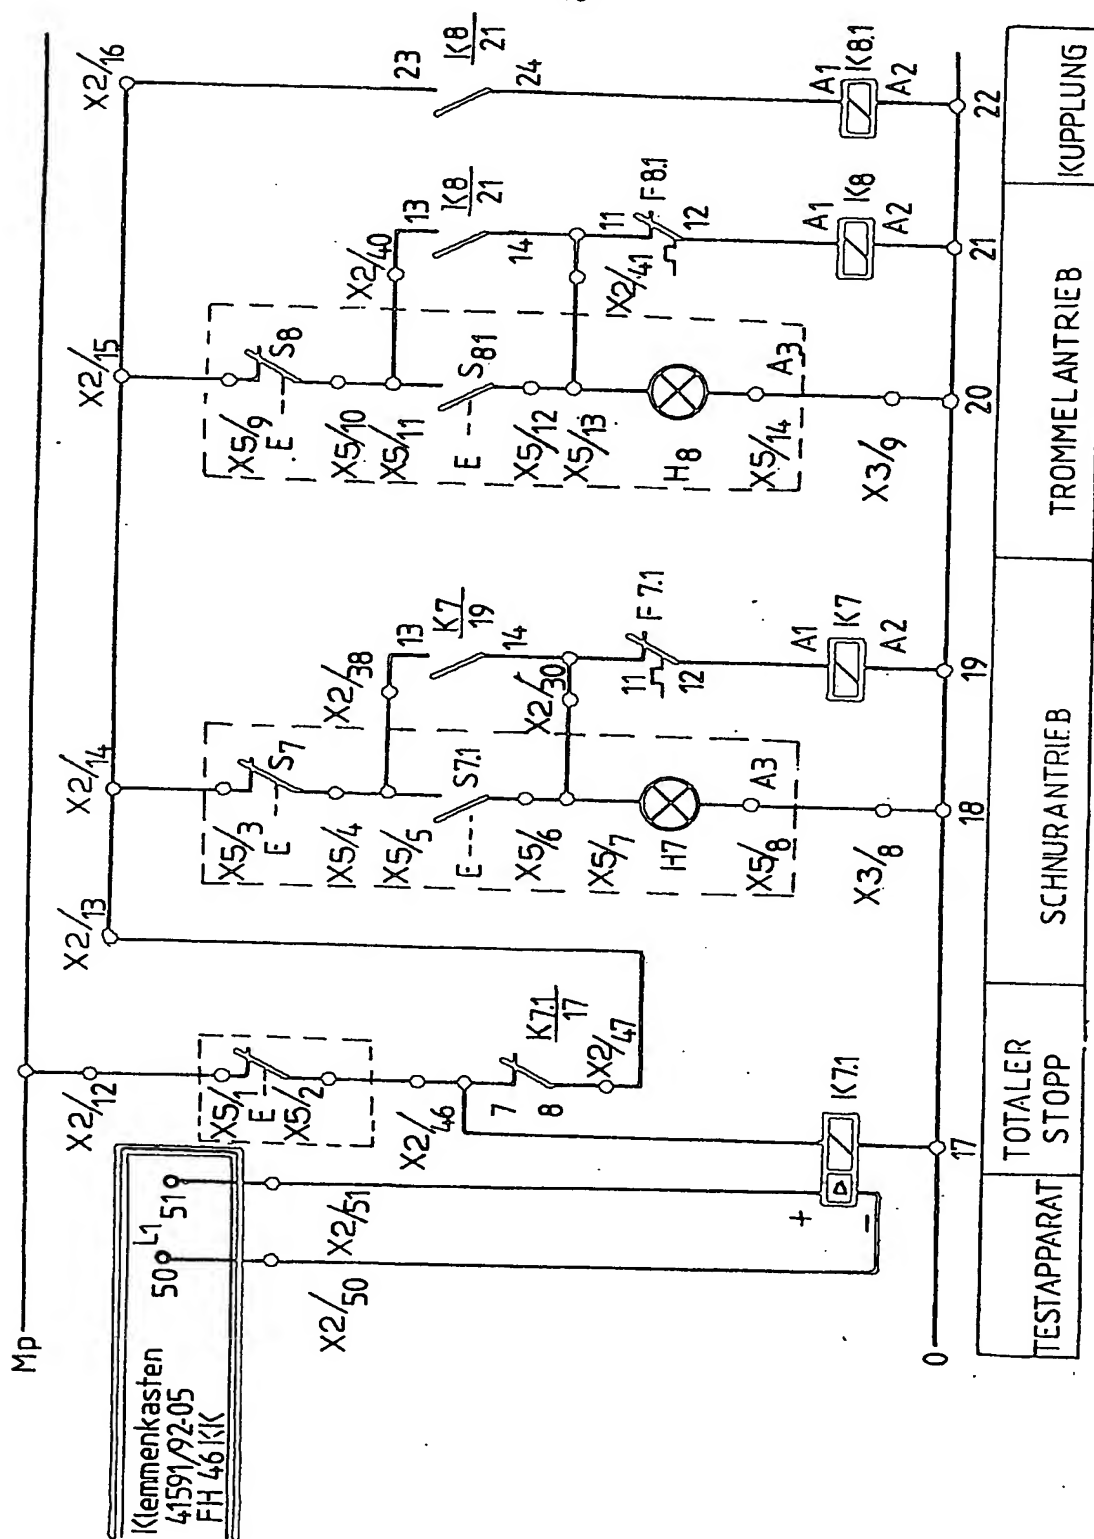 Mp
Klemmenkasten
41591/92-05
FH 46 KK
50
L1
51
X2/50
X2/51
+
-
K7.1
0
17
X2/12
X5/1
E
X5/2
X2/46
7
8
K7.1
17
X2/47
X2/13
X2/14
X5/3
E
S7
X5/4
X5/5
E
S7.1
X5/6
X5/7
H7
X5/8
A3
X3/8
18
X2/38
13
K7
19
14
X2/30
11
F7.1
12
A1
K7
A2
19
X2/15
X5/9
E
S8
X5/10
X5/11
E
S81
X5/12
X5/13
H8
X5/14
A3
X3/9
20
X2/40
13
K8
21
14
X2/41
11
F8.1
12
A1
K8
A2
21
X2/16
23
K8
21
24
A1
K8.1
A2
22
TESTAPPARAT
TOTALER
STOPP
SCHNURANTRIEB
TROMMELANTRIEB
KUPPLUNG